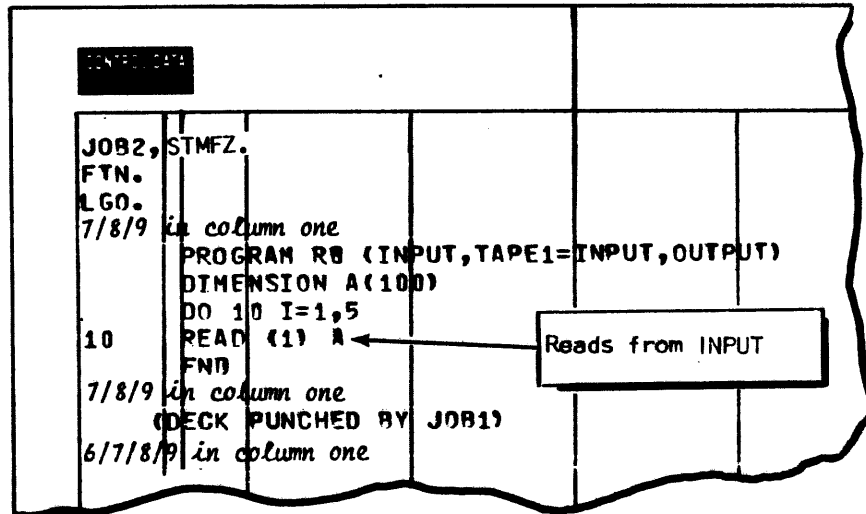 CONTROL DATA
JOB2,STMFZ.
FTN.
LGO.
7/8/9 in column one
PROGRAM RB (INPUT,TAPE1=INPUT,OUTPUT)
DIMENSION A(100)
DO 10 I=1,5
10 READ (1) A
Reads from INPUT
END
7/8/9 in column one
(DECK PUNCHED BY JOB1)
6/7/8/9 in column one